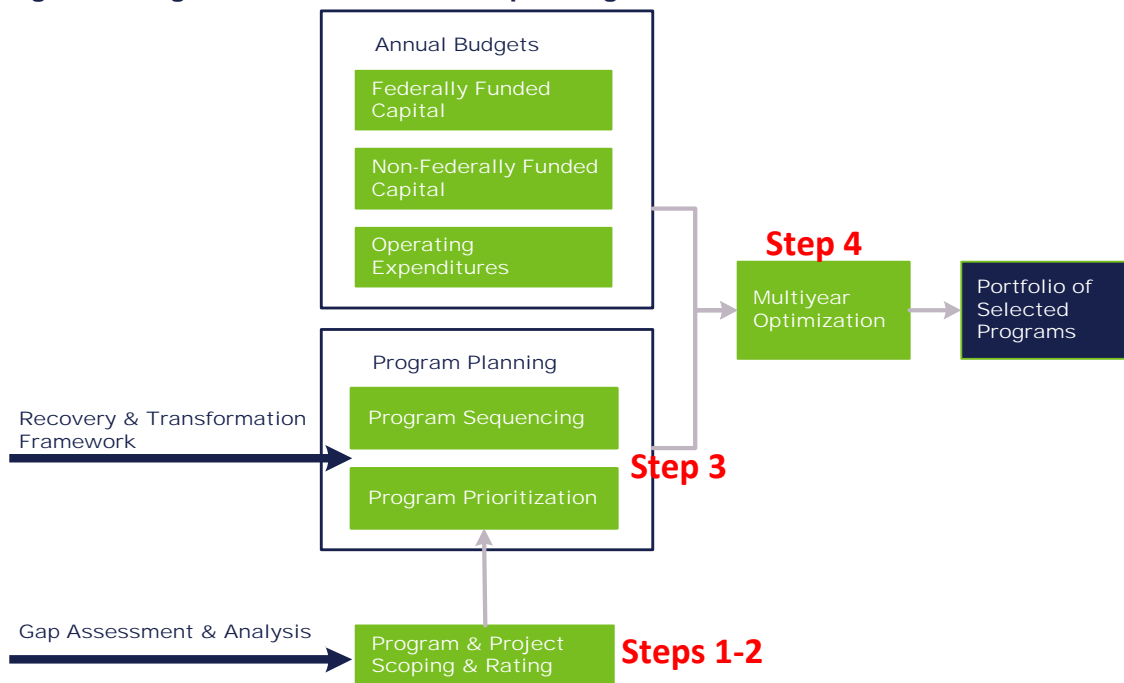 Annual Budgets
Federally Funded
Capital
Non-Federally Funded
Capital
Operating
Expenditures
Step 4
Multiyear
Optimization
Portfolio of
Selected
Programs
Program Planning
Recovery & Transformation
Framework
Program Sequencing
Step 3
Program Prioritization
Gap Assessment & Analysis
Program & Project
Scoping & Rating
Steps 1-2